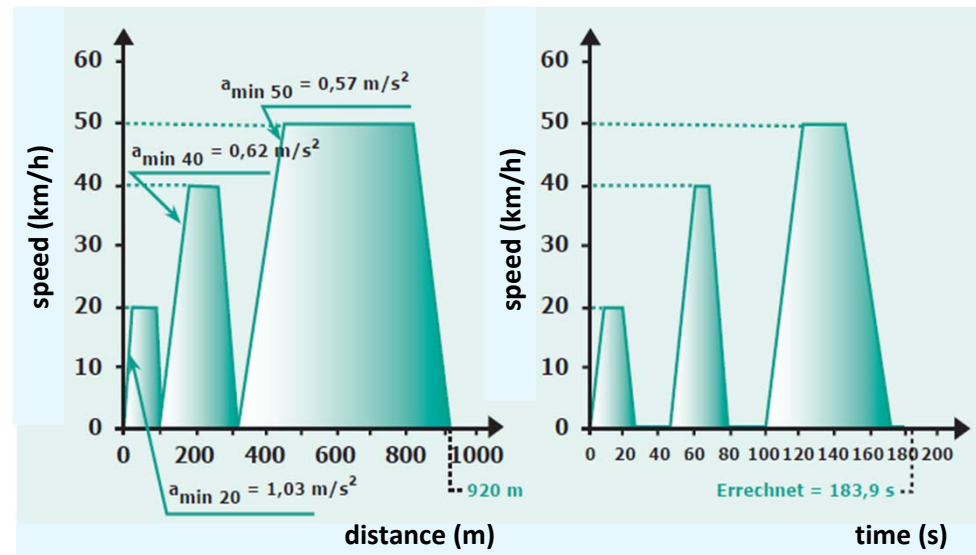 speed (km/h)
60
50
40
30
20
10
0
a min 50 = 0,57 m/s²
a min 40 = 0,62 m/s²
a min 20 = 1,03 m/s²
0 200 400 600 800 1000
920 m
distance (m)
speed (km/h)
60
50
40
30
20
10
0
0 20 40 60 80 100 120 140 160 180 200
Errechnet = 183,9 s
time (s)